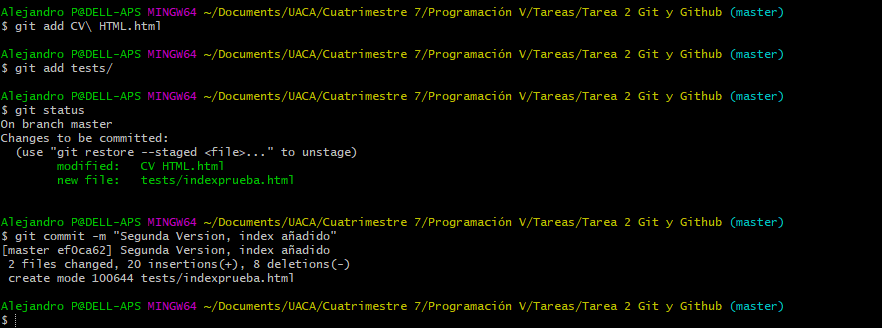 Alejandro P@DELL-APS MINGW64 ~/Documents/UACA/Cuatrimestre 7/Programación V/Tareas/Tarea 2 Git y Github (master)
$ git add CV\ HTML.html
Alejandro P@DELL-APS MINGW64 ~/Documents/UACA/Cuatrimestre 7/Programación V/Tareas/Tarea 2 Git y Github (master)
$ git add tests/
Alejandro P@DELL-APS MINGW64 ~/Documents/UACA/Cuatrimestre 7/Programación V/Tareas/Tarea 2 Git y Github (master)
$ git status
On branch master
Changes to be committed:
  (use "git restore --staged <file>..." to unstage)
        modified:   CV HTML.html
        new file:   tests/indexprueba.html
Alejandro P@DELL-APS MINGW64 ~/Documents/UACA/Cuatrimestre 7/Programación V/Tareas/Tarea 2 Git y Github (master)
$ git commit -m "Segunda Version, index añadido"
[master ef0ca62] Segunda Version, index añadido
 2 files changed, 20 insertions(+), 8 deletions(-)
 create mode 100644 tests/indexprueba.html
Alejandro P@DELL-APS MINGW64 ~/Documents/UACA/Cuatrimestre 7/Programación V/Tareas/Tarea 2 Git y Github (master)
$